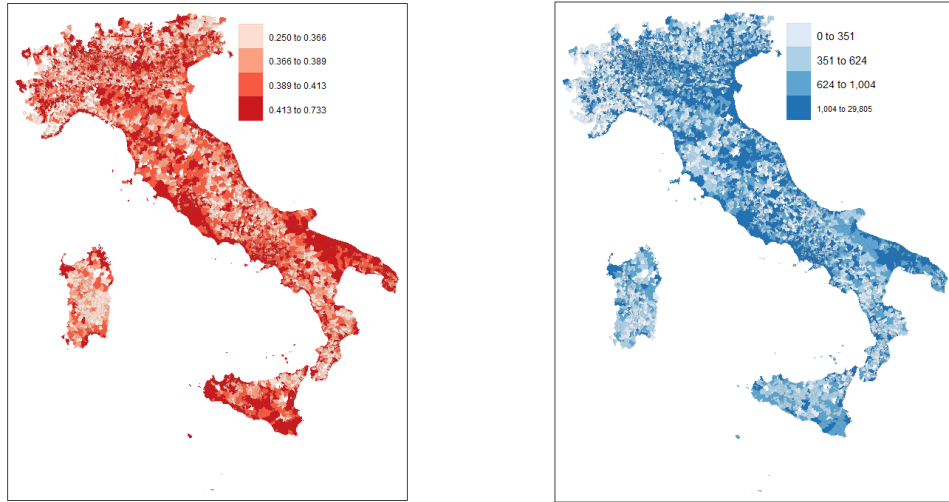 0.250 to 0.366
0.366 to 0.389
0.389 to 0.413
0.413 to 0.733
0 to 351
351 to 624
624 to 1,004
1,004 to 29,805